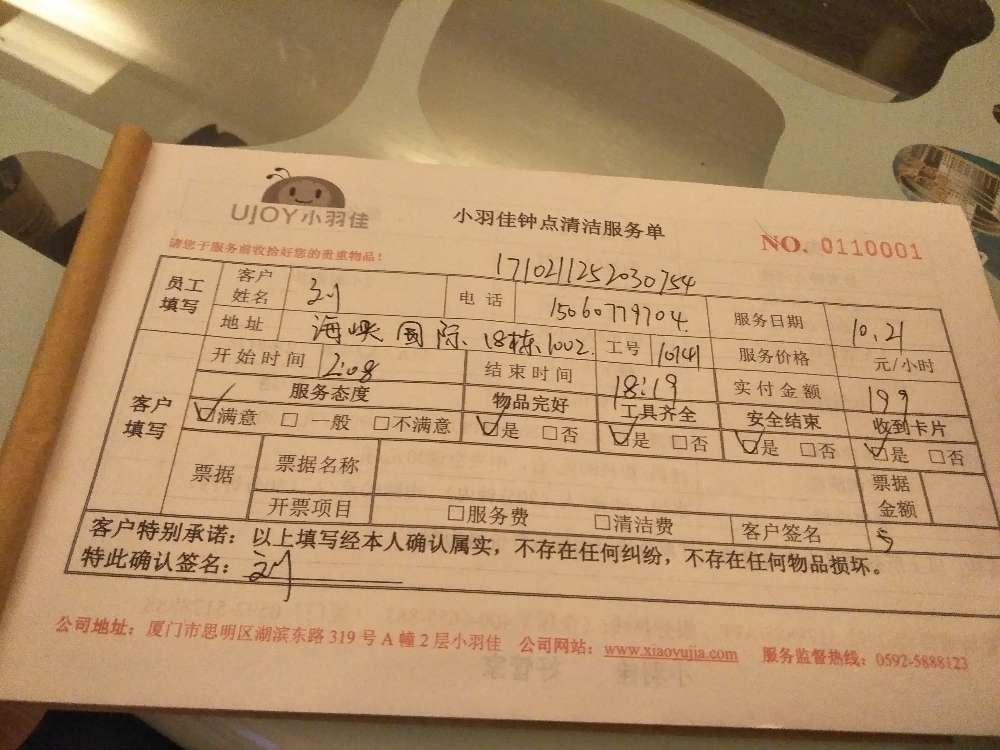 UJOY小羽佳
小羽佳钟点清洁服务单
NO. 0110001
请您于服务前收拾好您的贵重物品！
1710211252030754
员工填写 客户姓名 刘 电话 15060779704 服务日期 10.21
地址 海峡国际.18栋.1002. 工号 10741 服务价格 元/小时
客户填写 开始时间 2:08 结束时间 18:19 实付金额 199
服务态度 物品完好 工具齐全 安全结束 收到卡片
☑满意 □一般 □不满意 ☑是 □否 ☑是 □否 ☑是 □否 ☑是 □否
票据 票据名称 票据金额
开票项目 □服务费 □清洁费 客户签名
客户特别承诺：以上填写经本人确认属实，不存在任何纠纷，不存在任何物品损坏。
特此确认签名：刘
公司地址：厦门市思明区湖滨东路319号A幢2层小羽佳 公司网站：www.xiaoyujia.com 服务监督热线：0592-5888123